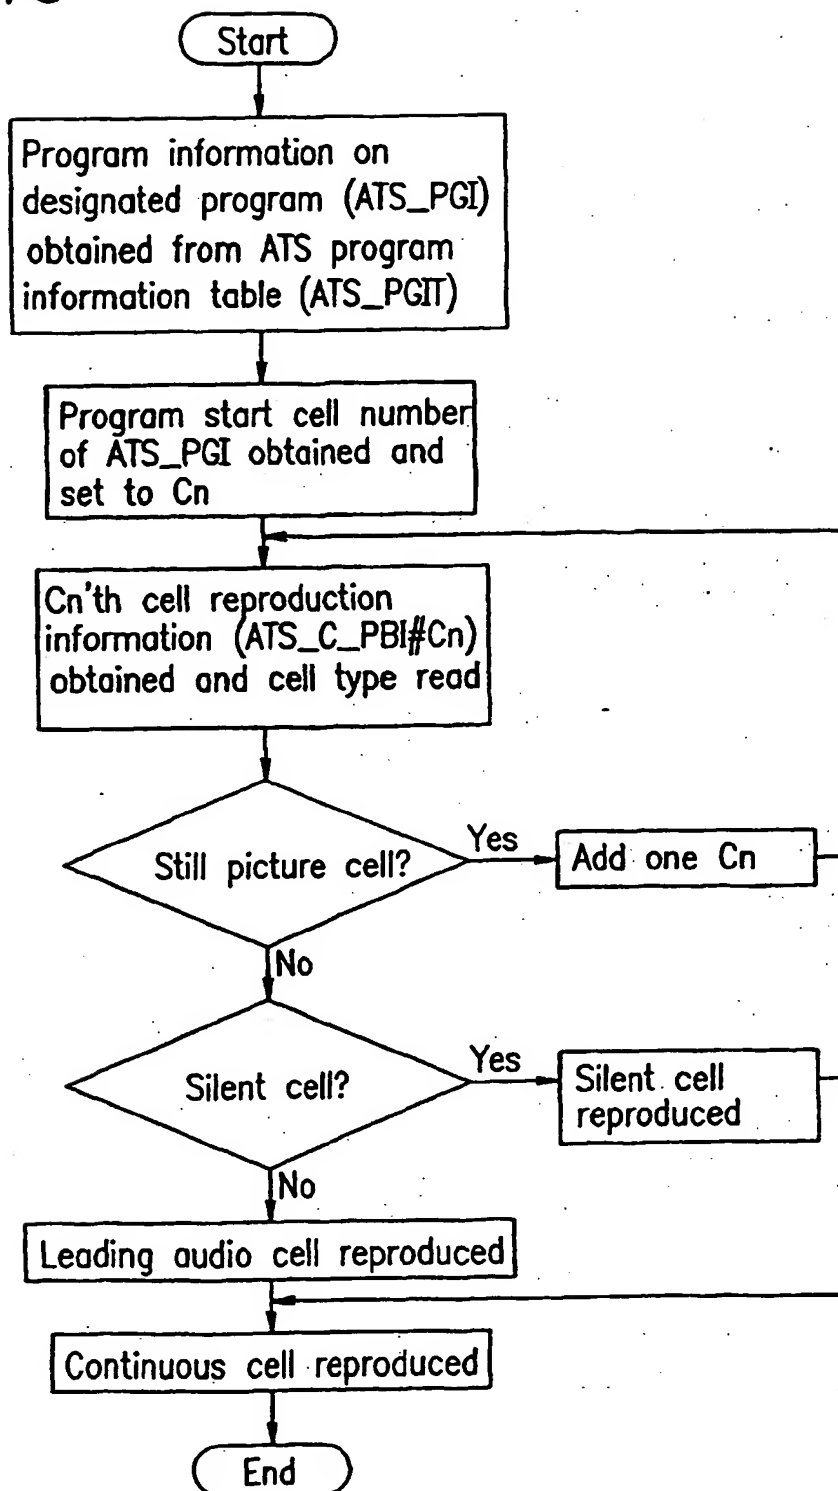 Start
Program information on
designated program (ATS_PGI)
obtained from ATS program
information table (ATS_PGIT)
Program start cell number
of ATS_PGI obtained and
set to Cn
Cn'th cell reproduction
information (ATS_C_PBI#Cn)
obtained and cell type read
Still picture cell?
Yes
Add one Cn
No
Silent cell?
Yes
Silent cell
reproduced
No
Leading audio cell reproduced
Continuous cell reproduced
End